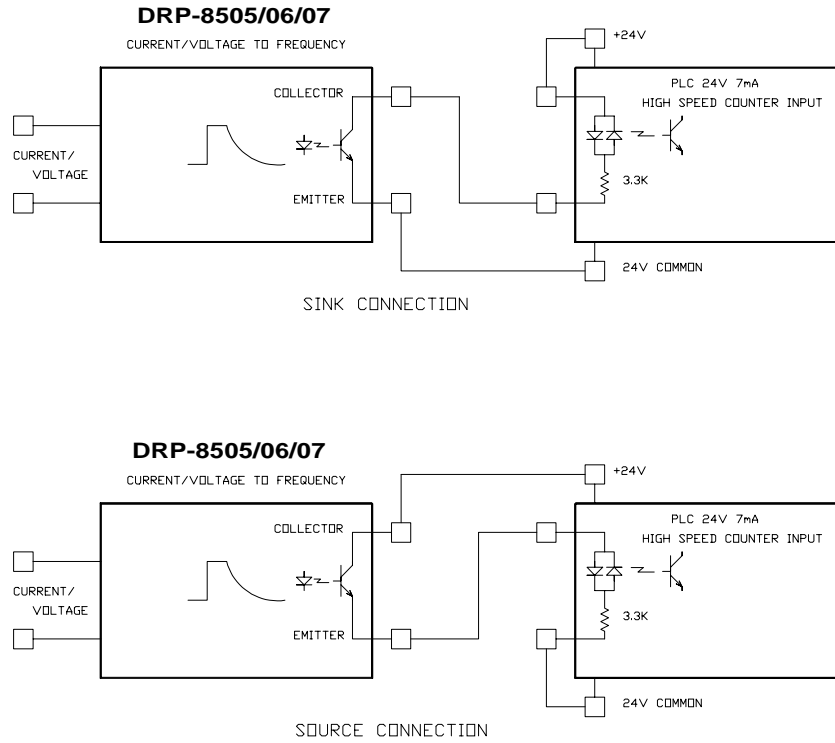 DRP-8505/06/07
CURRENT/VOLTAGE TO FREQUENCY
+24V
COLLECTOR
PLC 24V 7mA
HIGH SPEED COUNTER INPUT
CURRENT/
VOLTAGE
3.3K
EMITTER
24V COMMON
SINK CONNECTION
DRP-8505/06/07
CURRENT/VOLTAGE TO FREQUENCY
+24V
COLLECTOR
PLC 24V 7mA
HIGH SPEED COUNTER INPUT
CURRENT/
VOLTAGE
3.3K
EMITTER
24V COMMON
SOURCE CONNECTION